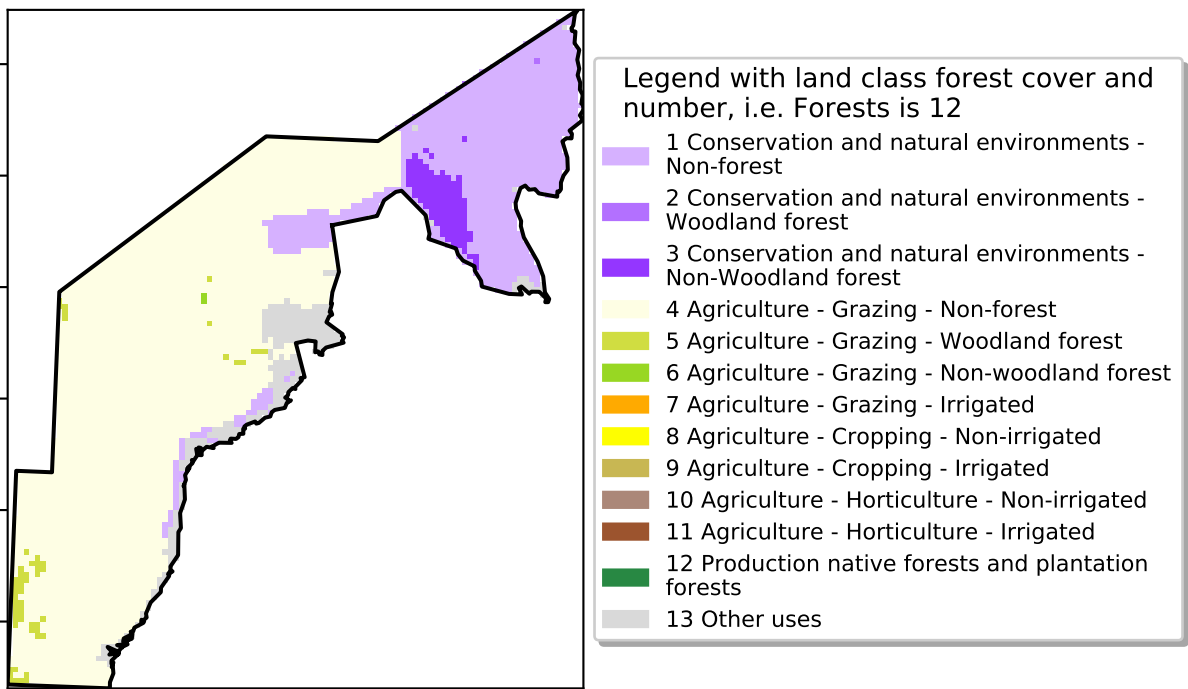 Legend with land class forest cover and
number, i.e. Forests is 12
1 Conservation and natural environments -
Non-forest
2 Conservation and natural environments -
Woodland forest
3 Conservation and natural environments -
Non-Woodland forest
4 Agriculture - Grazing - Non-forest
5 Agriculture - Grazing - Woodland forest
6 Agriculture - Grazing - Non-woodland forest
7 Agriculture - Grazing - Irrigated
8 Agriculture - Cropping - Non-irrigated
9 Agriculture - Cropping - Irrigated
10 Agriculture - Horticulture - Non-irrigated
11 Agriculture - Horticulture - Irrigated
12 Production native forests and plantation
forests
13 Other uses